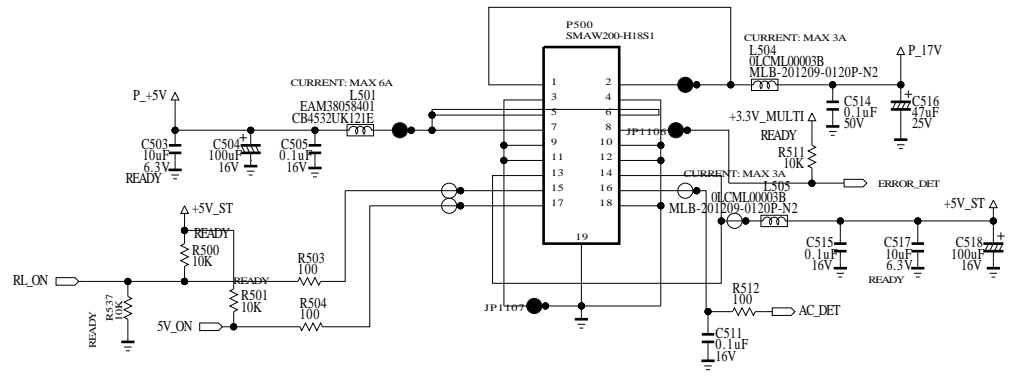 P500
SMAW200-H18S1
CURRENT: MAX 3A
L504
0LCML00003B
MLB-201209-0120P-N2
P_17V
CURRENT: MAX 6A
L501
EAM38058401
CB4532UK121E
P_+5V
C503
10uF
6.3V
READY
C504
100uF
16V
C505
0.1uF
16V
1
3
5
7
9
11
13
15
17
2
4
6
8
10
12
14
16
18
19
JP1106
+3.3V_MULTI
READY
R511
10K
C514
0.1uF
50V
C516
47uF
25V
ERROR_DET
CURRENT: MAX 3A
L505
0LCML00003B
MLB-201209-0120P-N2
+5V_ST
C515
0.1uF
16V
C517
10uF
6.3V
READY
C518
100uF
16V
+5V_ST
READY
R500
10K
RL_ON
R537
10K
READY
READY
R501
10K
5V_ON
R503
100
R504
100
JP1107
R512
100
AC_DET
C511
0.1uF
16V